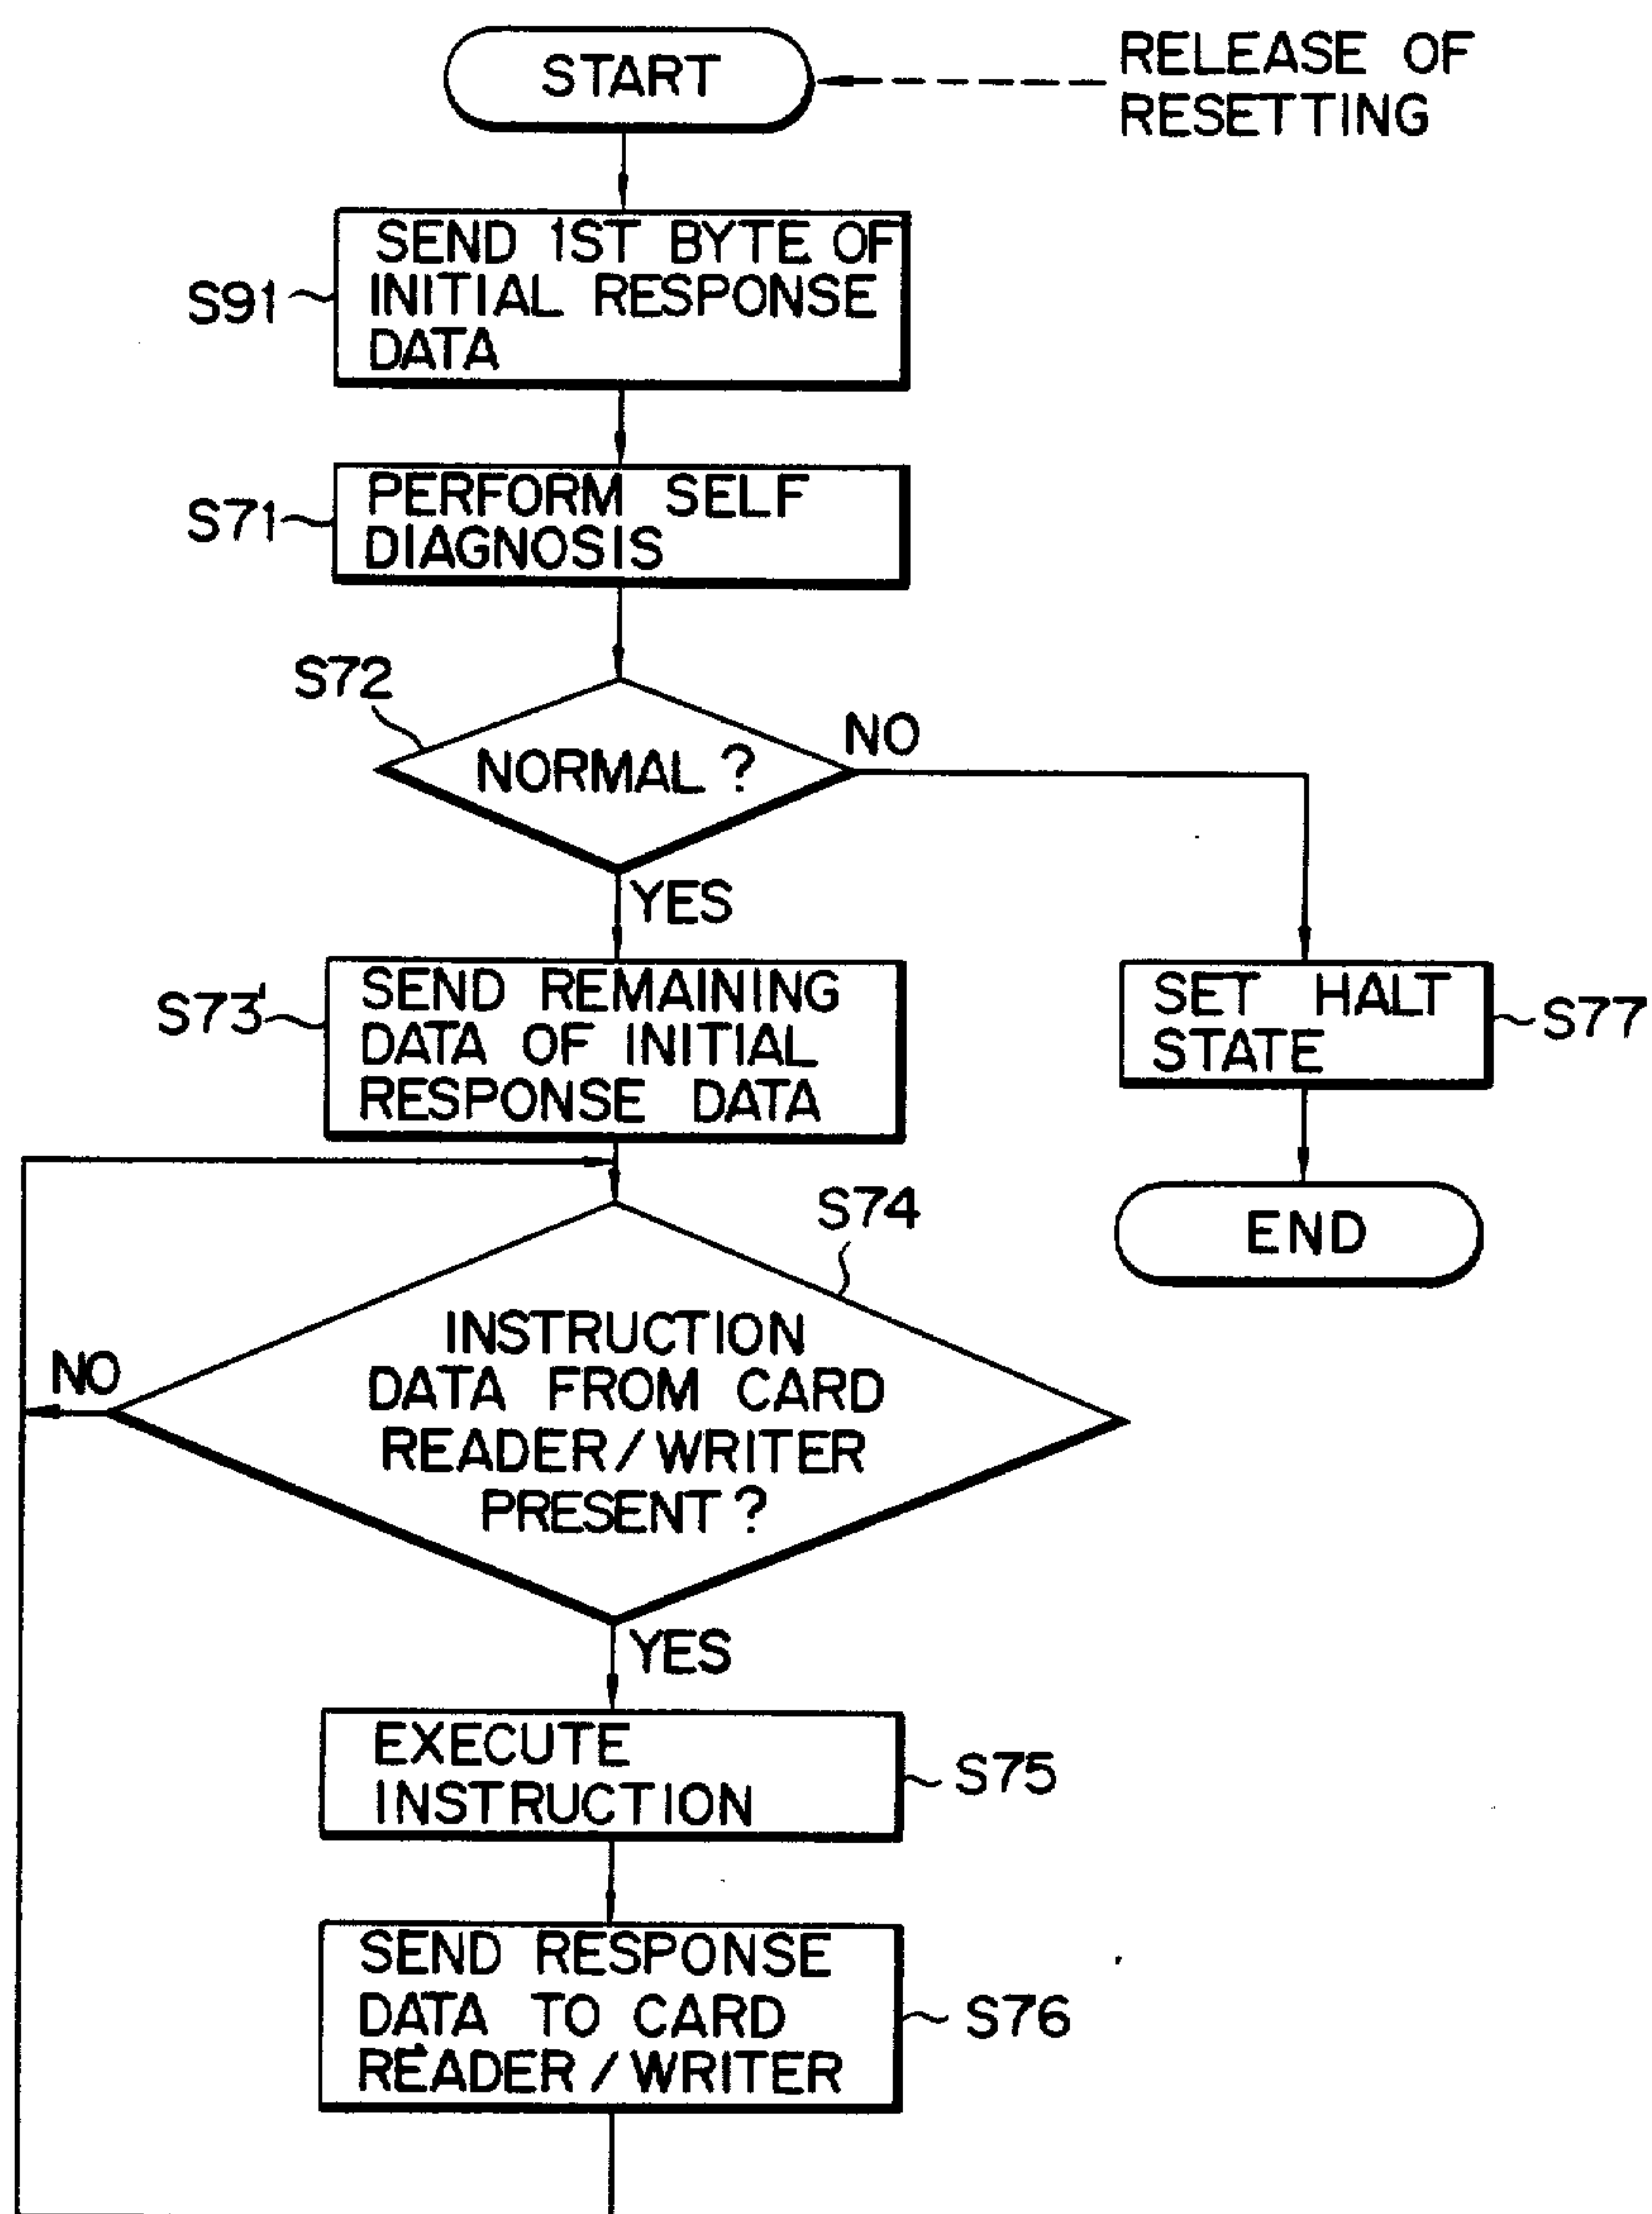 START
RELEASE OF
RESETTING
SEND 1ST BYTE OF
INITIAL RESPONSE
DATA
S91
PERFORM SELF
DIAGNOSIS
S71
S72
NORMAL ?
NO
YES
SEND REMAINING
DATA OF INITIAL
RESPONSE DATA
S73'
SET HALT
STATE
S77
END
S74
INSTRUCTION
DATA FROM CARD
READER/WRITER
PRESENT ?
NO
YES
EXECUTE
INSTRUCTION
S75
SEND RESPONSE
DATA TO CARD
READER/WRITER
S76